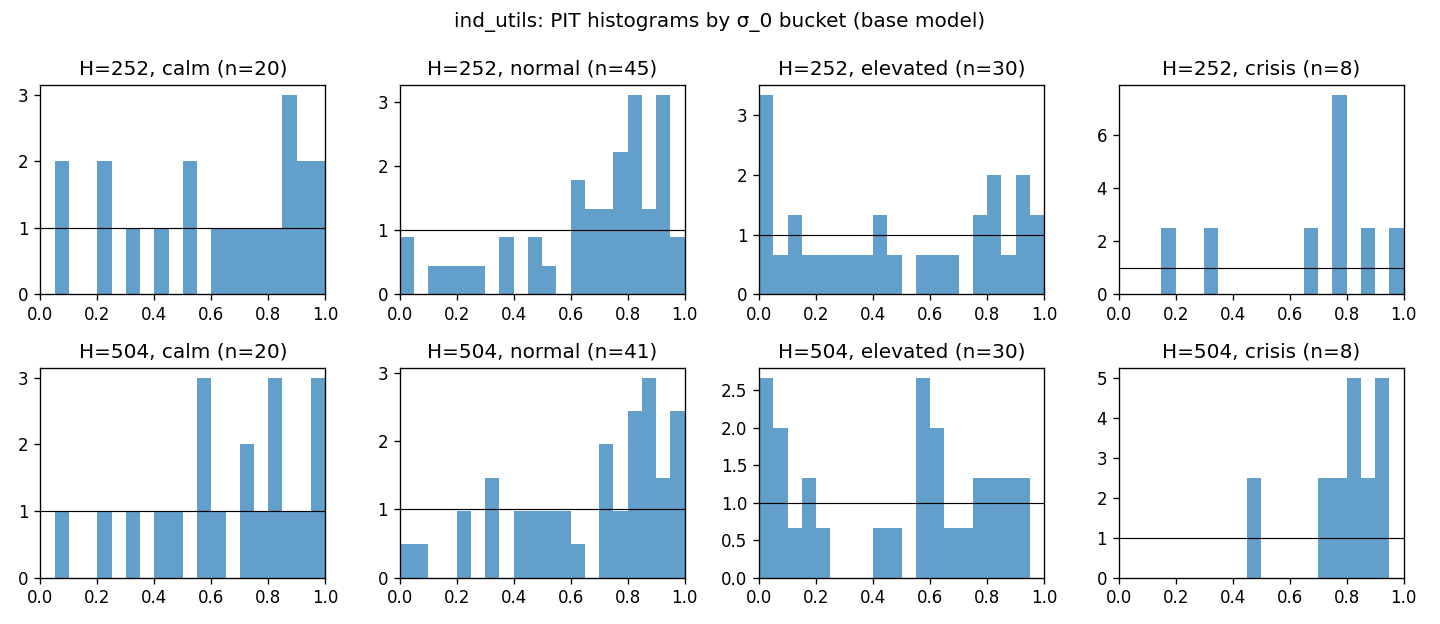 ind_utils: PIT histograms by σ_0 bucket (base model)
H=252, calm (n=20)
3
2
1
0
0.0 0.2 0.4 0.6 0.8 1.0
H=252, normal (n=45)
3
2
1
0
0.0 0.2 0.4 0.6 0.8 1.0
H=252, elevated (n=30)
3
2
1
0
0.0 0.2 0.4 0.6 0.8 1.0
H=252, crisis (n=8)
6
4
2
0
0.0 0.2 0.4 0.6 0.8 1.0
H=504, calm (n=20)
3
2
1
0
0.0 0.2 0.4 0.6 0.8 1.0
H=504, normal (n=41)
3
2
1
0
0.0 0.2 0.4 0.6 0.8 1.0
H=504, elevated (n=30)
2.5
2.0
1.5
1.0
0.5
0.0
0.0 0.2 0.4 0.6 0.8 1.0
H=504, crisis (n=8)
5
4
3
2
1
0
0.0 0.2 0.4 0.6 0.8 1.0